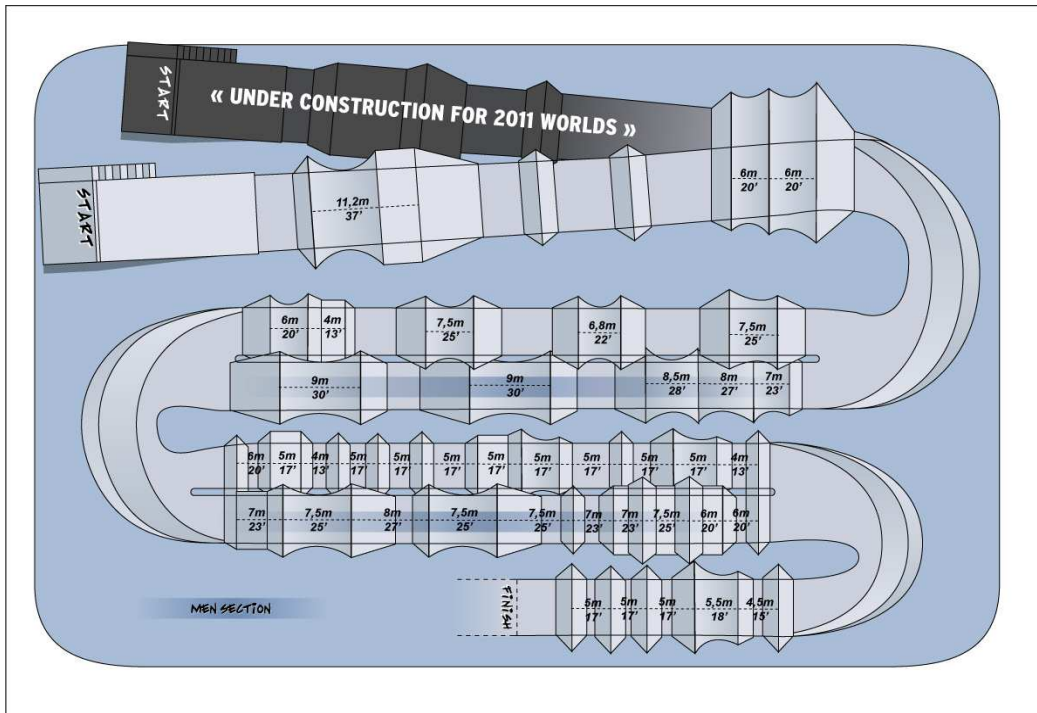 START
« UNDER CONSTRUCTION FOR 2011 WORLDS »
START
11,2m
37'
6m 6m
20' 20'
6m 4m 7,5m 6,8m 7,5m
20' 13' 25' 22' 25'
9m 9m 8,5m 8m 7m
30' 30' 28' 27' 23'
6m 5m 4m 5m 5m 5m 5m 5m 5m 5m 5m 4m
20' 17' 13' 17' 17' 17' 17' 17' 17' 17' 17' 13'
7m 7,5m 8m 7,5m 7,5m 7m 7m 7,5m 6m 6m
23' 25' 27' 25' 25' 23' 23' 25' 20' 20'
MEN SECTION
FINISH
5m 5m 5m 5,5m 4,5m
17' 17' 17' 18' 15'